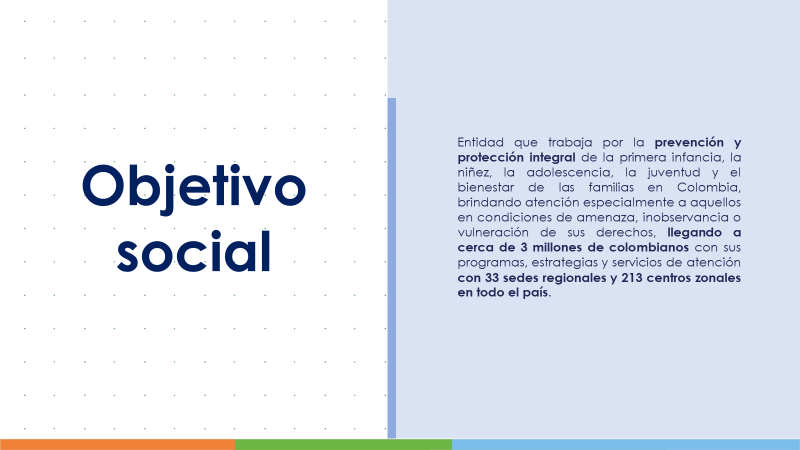 Objetivo
social
Entidad que trabaja por la prevención y
protección integral de la primera infancia, la
niñez, la adolescencia, la juventud y el
bienestar de las familias en Colombia,
brindando atención especialmente a aquellos
en condiciones de amenaza, inobservancia o
vulneración de sus derechos, llegando a
cerca de 3 millones de colombianos con sus
programas, estrategias y servicios de atención
con 33 sedes regionales y 213 centros zonales
en todo el país.